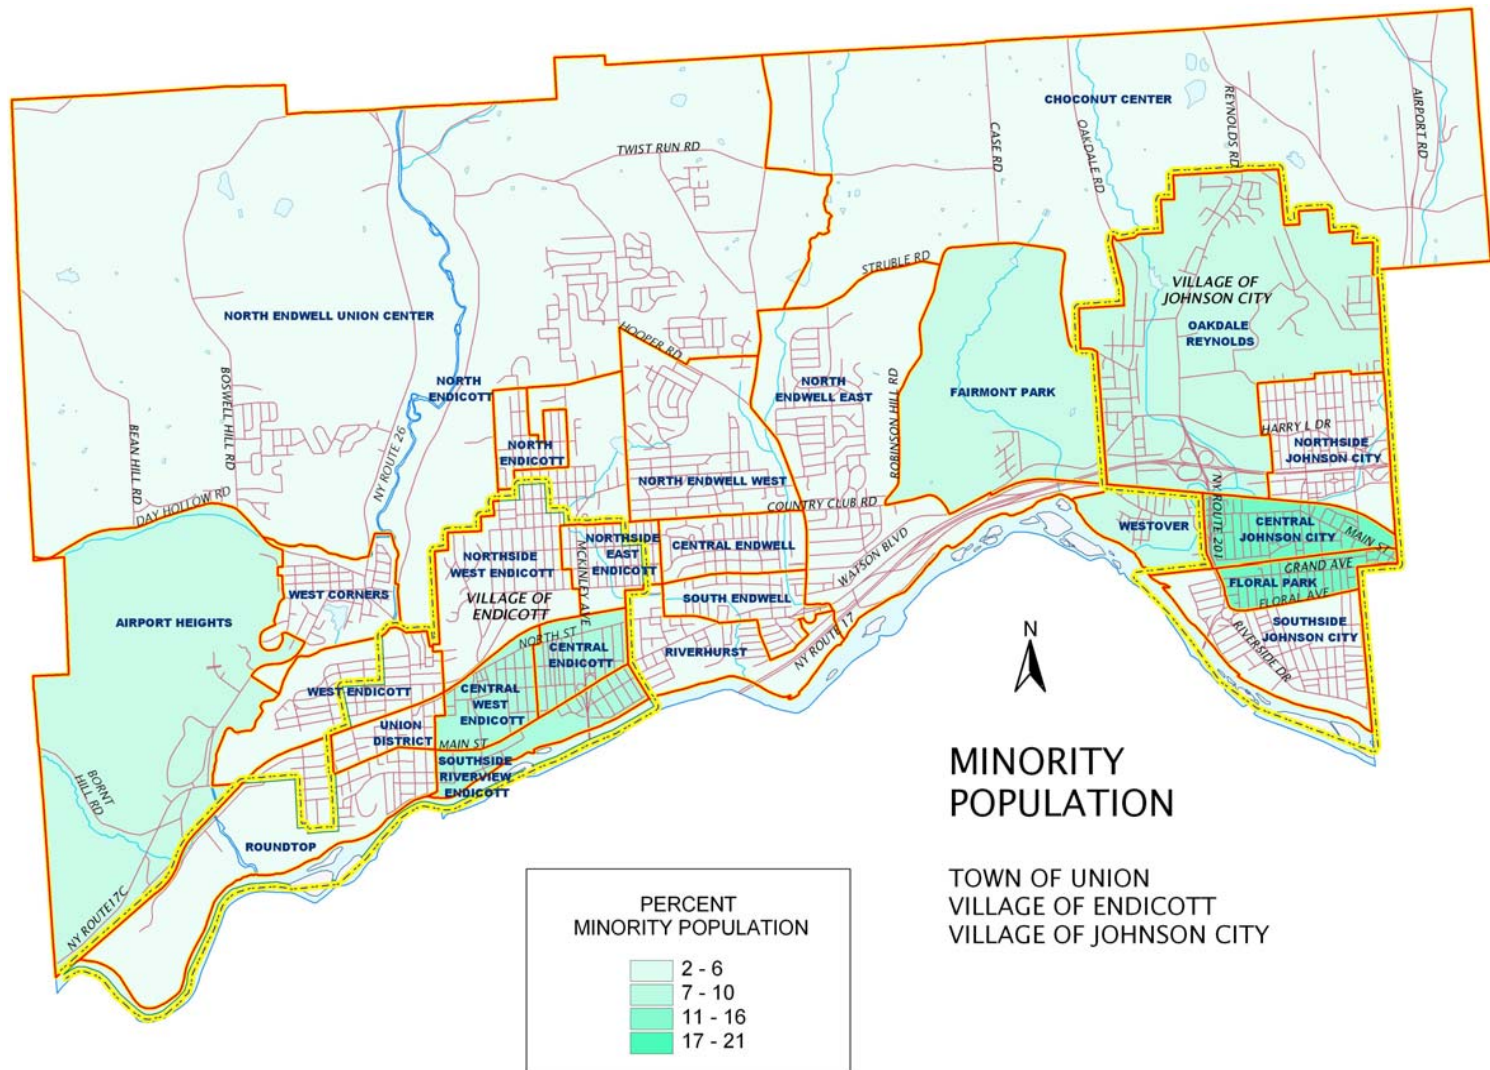 CHOCONUT CENTER
REYNOLDS RD
AIRPORT RD
CASE RD
OAKDALE RD
TWIST RUN RD
STRUBLE RD
VILLAGE OF
JOHNSON CITY
OAKDALE
REYNOLDS
NORTH ENDWELL UNION CENTER
HOOPER RD
NORTH
ENDICOTT
NORTH
ENDWELL EAST
FAIRMONT PARK
BOSWELL HILL RD
BEAN HILL RD
NY ROUTE 26
ROBINSON HILL RD
HARRY L DR
NORTHSIDE
JOHNSON CITY
NORTH
ENDICOTT
NORTH ENDWELL WEST
COUNTRY CLUB RD
DAY HOLLOW RD
NY ROUTE 201
WESTOVER
CENTRAL
JOHNSON CITY
MAIN ST
NORTHSIDE
WEST ENDICOTT
MCKINLEY AVE
NORTHSIDE
EAST
ENDICOTT
CENTRAL ENDWELL
WATSON BLVD
GRAND AVE
FLORAL PARK
FLORAL AVE
WEST CORNERS
VILLAGE OF
ENDICOTT
SOUTH ENDWELL
AIRPORT HEIGHTS
SOUTHSIDE
JOHNSON CITY
RIVERSIDE DR
NORTH ST
CENTRAL
ENDICOTT
RIVERHURST
NY ROUTE 17
N
WEST ENDICOTT
CENTRAL
WEST
ENDICOTT
UNION
DISTRICT
MAIN ST
SOUTHSIDE
RIVERVIEW
ENDICOTT
BORNT
HILL RD
ROUNDTOP
NY ROUTE17C
MINORITY
POPULATION
TOWN OF UNION
VILLAGE OF ENDICOTT
VILLAGE OF JOHNSON CITY
PERCENT
MINORITY POPULATION
2 - 6
7 - 10
11 - 16
17 - 21